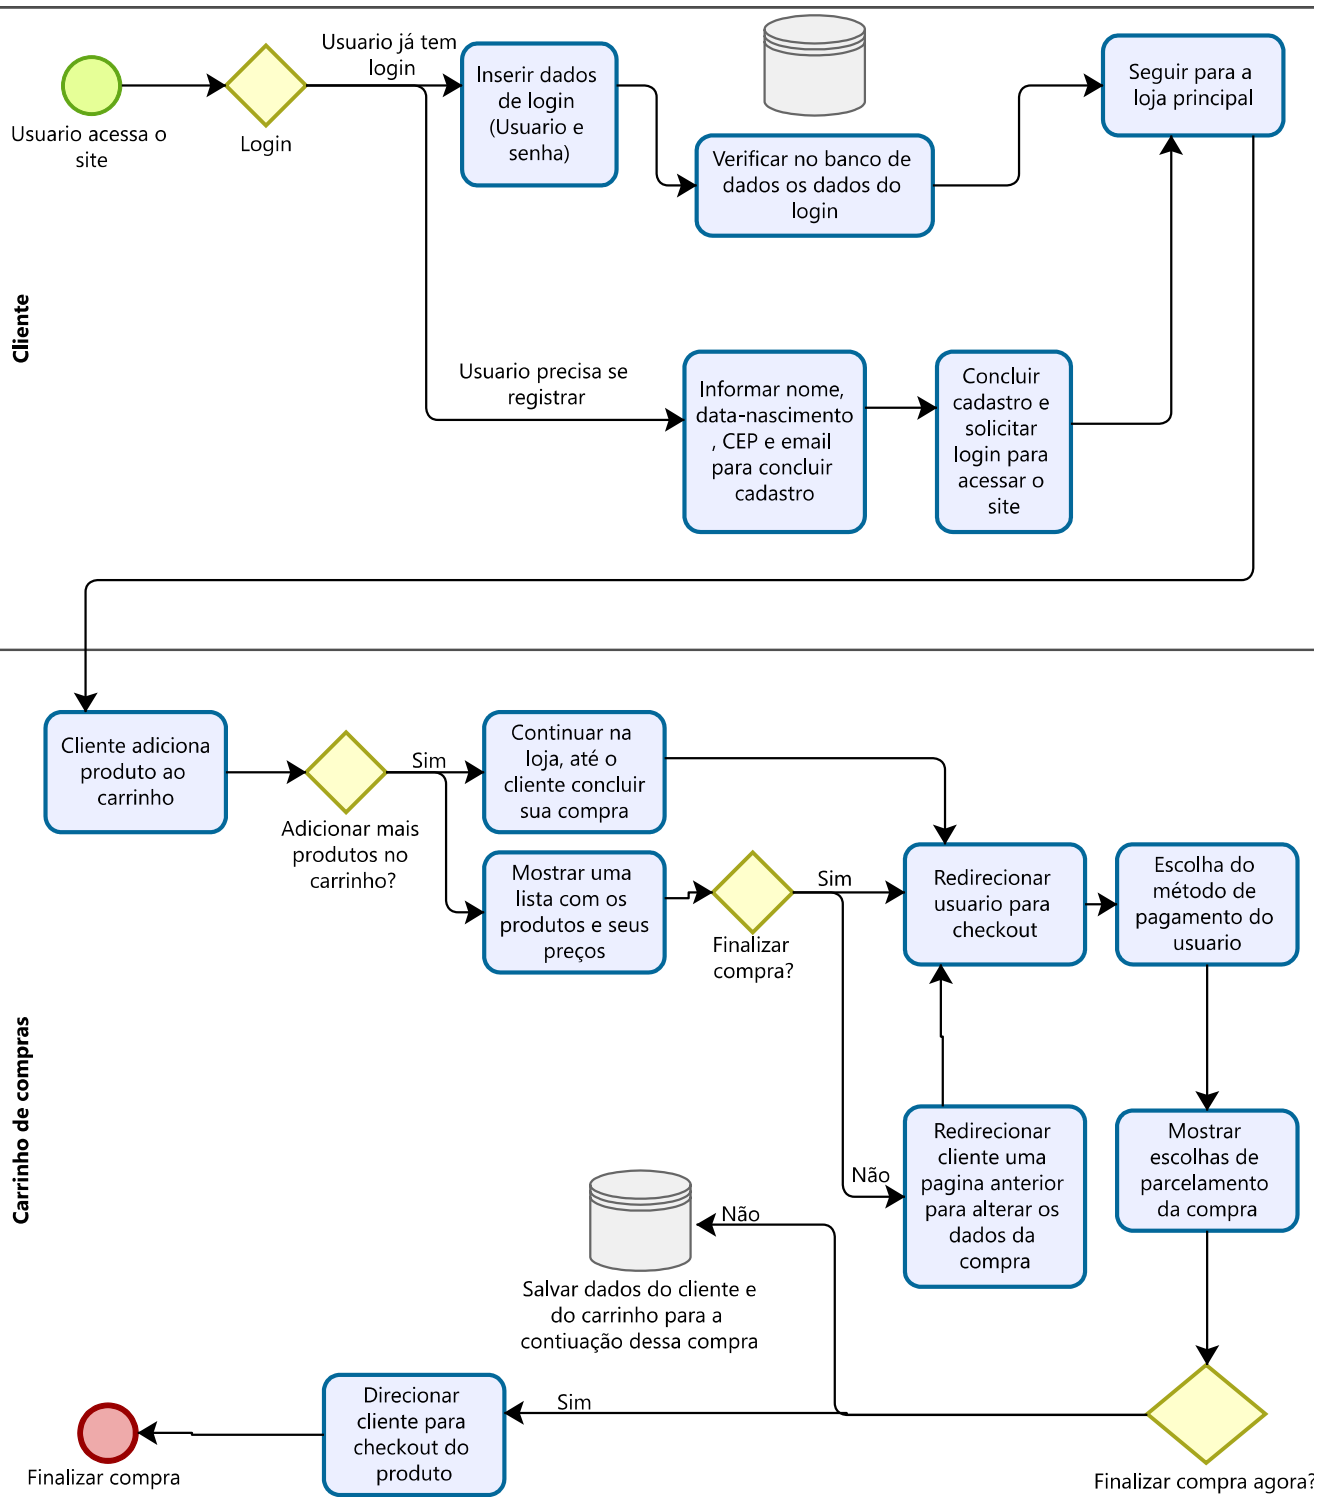 Cliente
Usuario acessa o
site
Login
Usuario já tem
login
Inserir dados
de login
(Usuario e
senha)
Verificar no banco de
dados os dados do
login
Seguir para a
loja principal
Usuario precisa se
registrar
Informar nome,
data-nascimento
, CEP e email
para concluir
cadastro
Concluir
cadastro e
solicitar
login para
acessar o
site
Carrinho de compras
Cliente adiciona
produto ao
carrinho
Adicionar mais
produtos no
carrinho?
Sim
Continuar na
loja, até o
cliente concluir
sua compra
Mostrar uma
lista com os
produtos e seus
preços
Finalizar
compra?
Sim
Redirecionar
usuario para
checkout
Escolha do
método de
pagamento do
usuario
Não
Redirecionar
cliente uma
pagina anterior
para alterar os
dados da
compra
Mostrar
escolhas de
parcelamento
da compra
Não
Salvar dados do cliente e
do carrinho para a
contiuação dessa compra
Finalizar compra agora?
Sim
Direcionar
cliente para
checkout do
produto
Finalizar compra